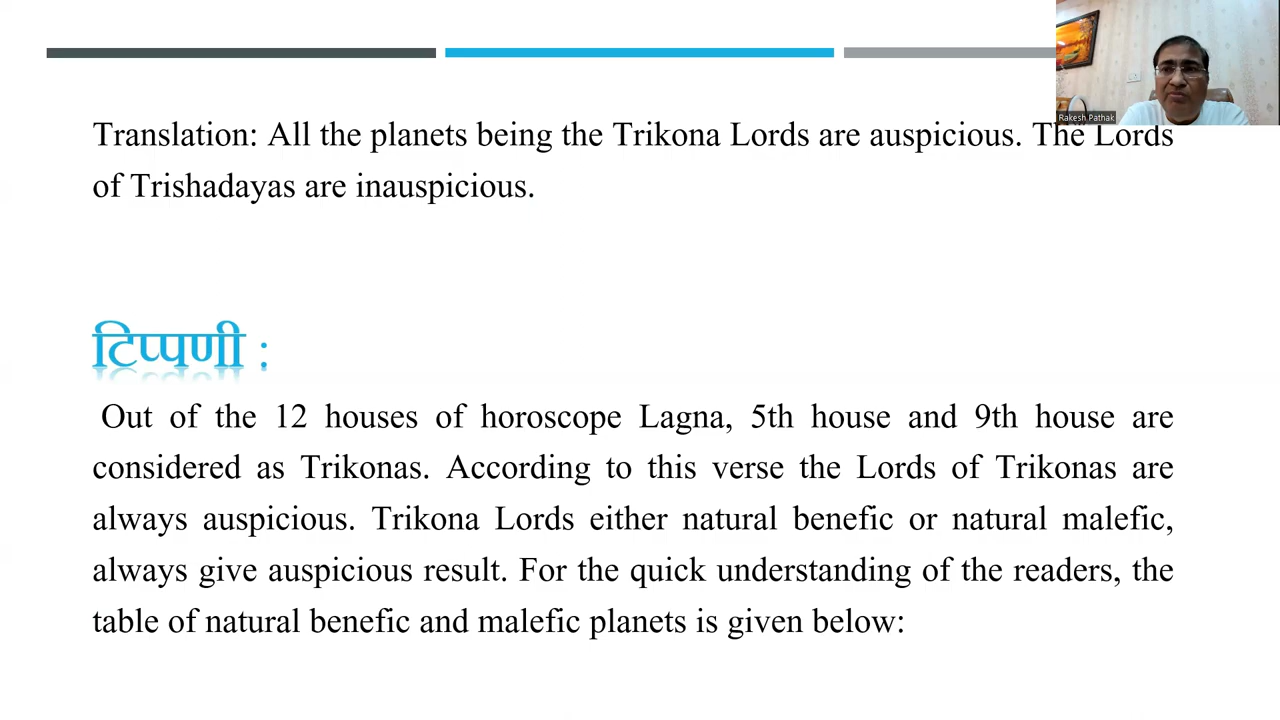 Rakesh Pathak
Translation: All the planets being the Trikona Lords are auspicious. The Lords
of Trishadayas are inauspicious.
टिप्पणी :
Out of the 12 houses of horoscope Lagna, 5th house and 9th house are
considered as Trikonas. According to this verse the Lords of Trikonas are
always auspicious. Trikona Lords either natural benefic or natural malefic,
always give auspicious result. For the quick understanding of the readers, the
table of natural benefic and malefic planets is given below: